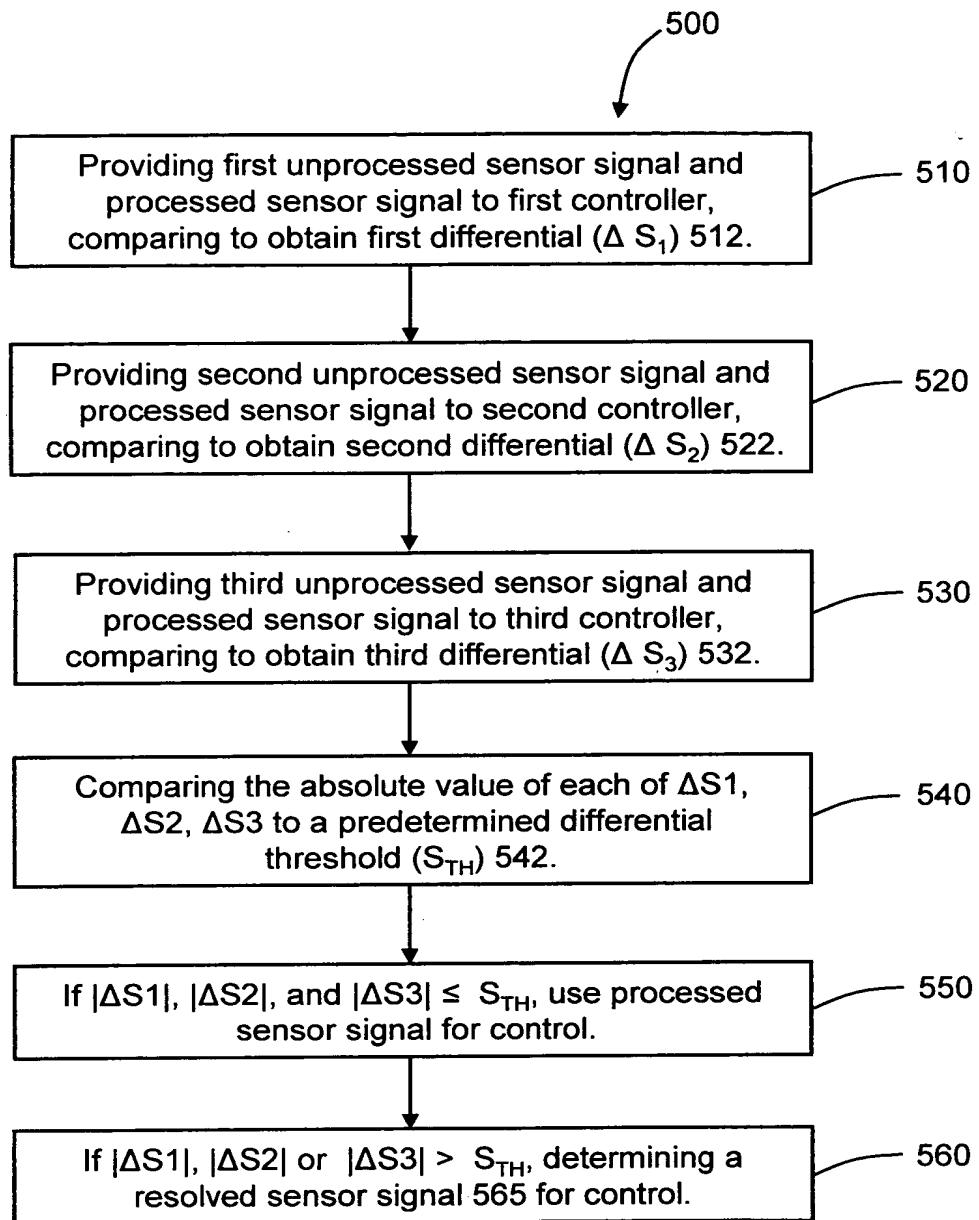 500
Providing first unprocessed sensor signal and
processed sensor signal to first controller,
comparing to obtain first differential (Δ S₁) 512.
510
Providing second unprocessed sensor signal and
processed sensor signal to second controller,
comparing to obtain second differential (Δ S₂) 522.
520
Providing third unprocessed sensor signal and
processed sensor signal to third controller,
comparing to obtain third differential (Δ S₃) 532.
530
Comparing the absolute value of each of ΔS1,
ΔS2, ΔS3 to a predetermined differential
threshold (S_TH) 542.
540
If |ΔS1|, |ΔS2|, and |ΔS3| ≤ S_TH, use processed
sensor signal for control.
550
If |ΔS1|, |ΔS2| or |ΔS3| > S_TH, determining a
resolved sensor signal 565 for control.
560